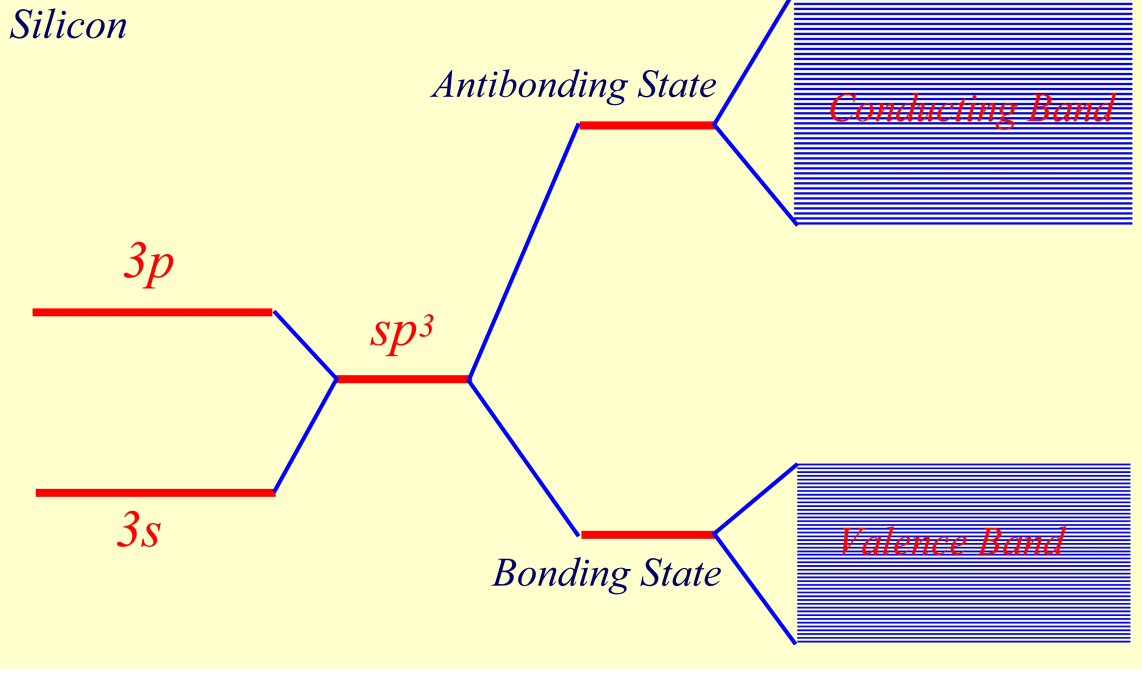 Silicon
Antibonding State
Conducting Band
3p
sp³
3s
Valence Band
Bonding State